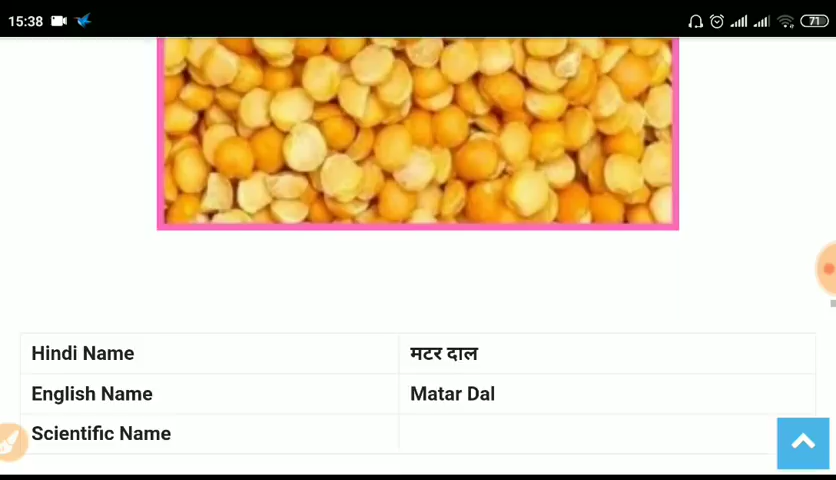 15:38
71
Hindi Name मटर दाल
English Name Matar Dal
Scientific Name